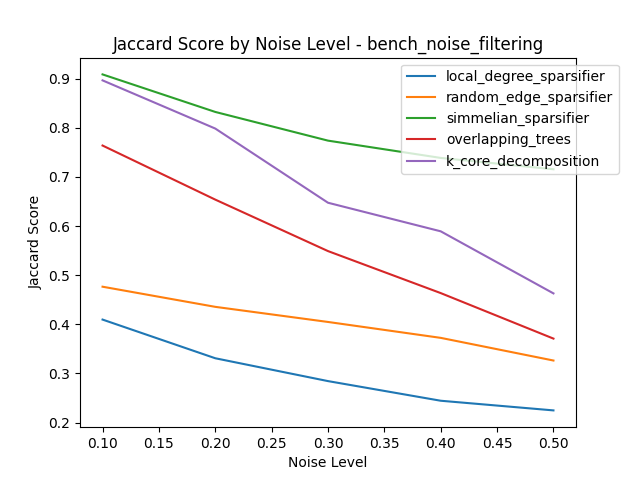 Jaccard Score by Noise Level - bench_noise_filtering
local_degree_sparsifier
random_edge_sparsifier
simmelian_sparsifier
overlapping_trees
k_core_decomposition
Jaccard Score
0.9
0.8
0.7
0.6
0.5
0.4
0.3
0.2
0.10 0.15 0.20 0.25 0.30 0.35 0.40 0.45 0.50
Noise Level